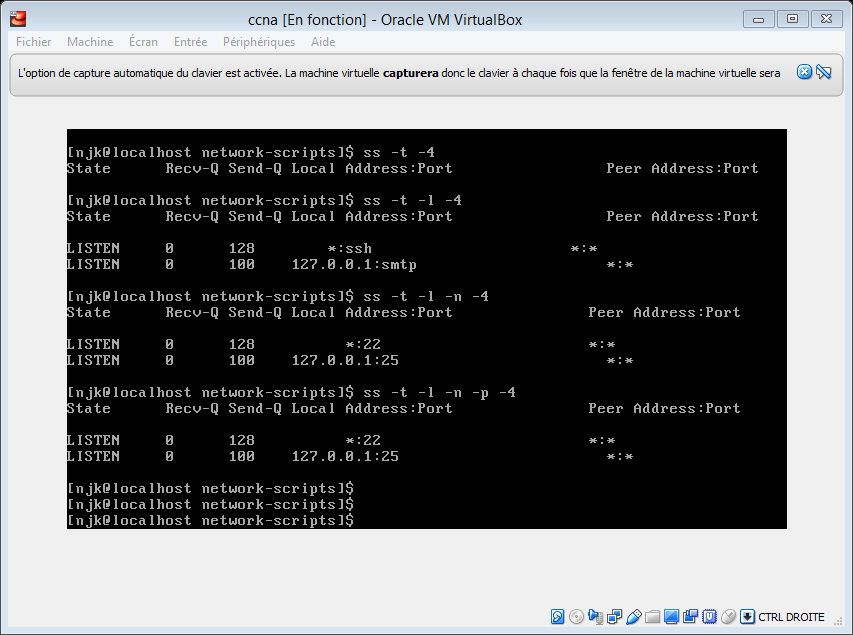 ccna [En fonction] - Oracle VM VirtualBox
Fichier Machine Écran Entrée Périphériques Aide
L'option de capture automatique du clavier est activée. La machine virtuelle capturera donc le clavier à chaque fois que la fenêtre de la machine virtuelle sera
[njk@localhost network-scripts]$ ss -t -4
State Recv-Q Send-Q Local Address:Port Peer Address:Port
[njk@localhost network-scripts]$ ss -t -l -4
State Recv-Q Send-Q Local Address:Port Peer Address:Port
LISTEN 0 128 *:ssh *:*
LISTEN 0 100 127.0.0.1:smtp *:*
[njk@localhost network-scripts]$ ss -t -l -n -4
State Recv-Q Send-Q Local Address:Port Peer Address:Port
LISTEN 0 128 *:22 *:*
LISTEN 0 100 127.0.0.1:25 *:*
[njk@localhost network-scripts]$ ss -t -l -n -p -4
State Recv-Q Send-Q Local Address:Port Peer Address:Port
LISTEN 0 128 *:22 *:*
LISTEN 0 100 127.0.0.1:25 *:*
[njk@localhost network-scripts]$
[njk@localhost network-scripts]$
[njk@localhost network-scripts]$
CTRL DROITE